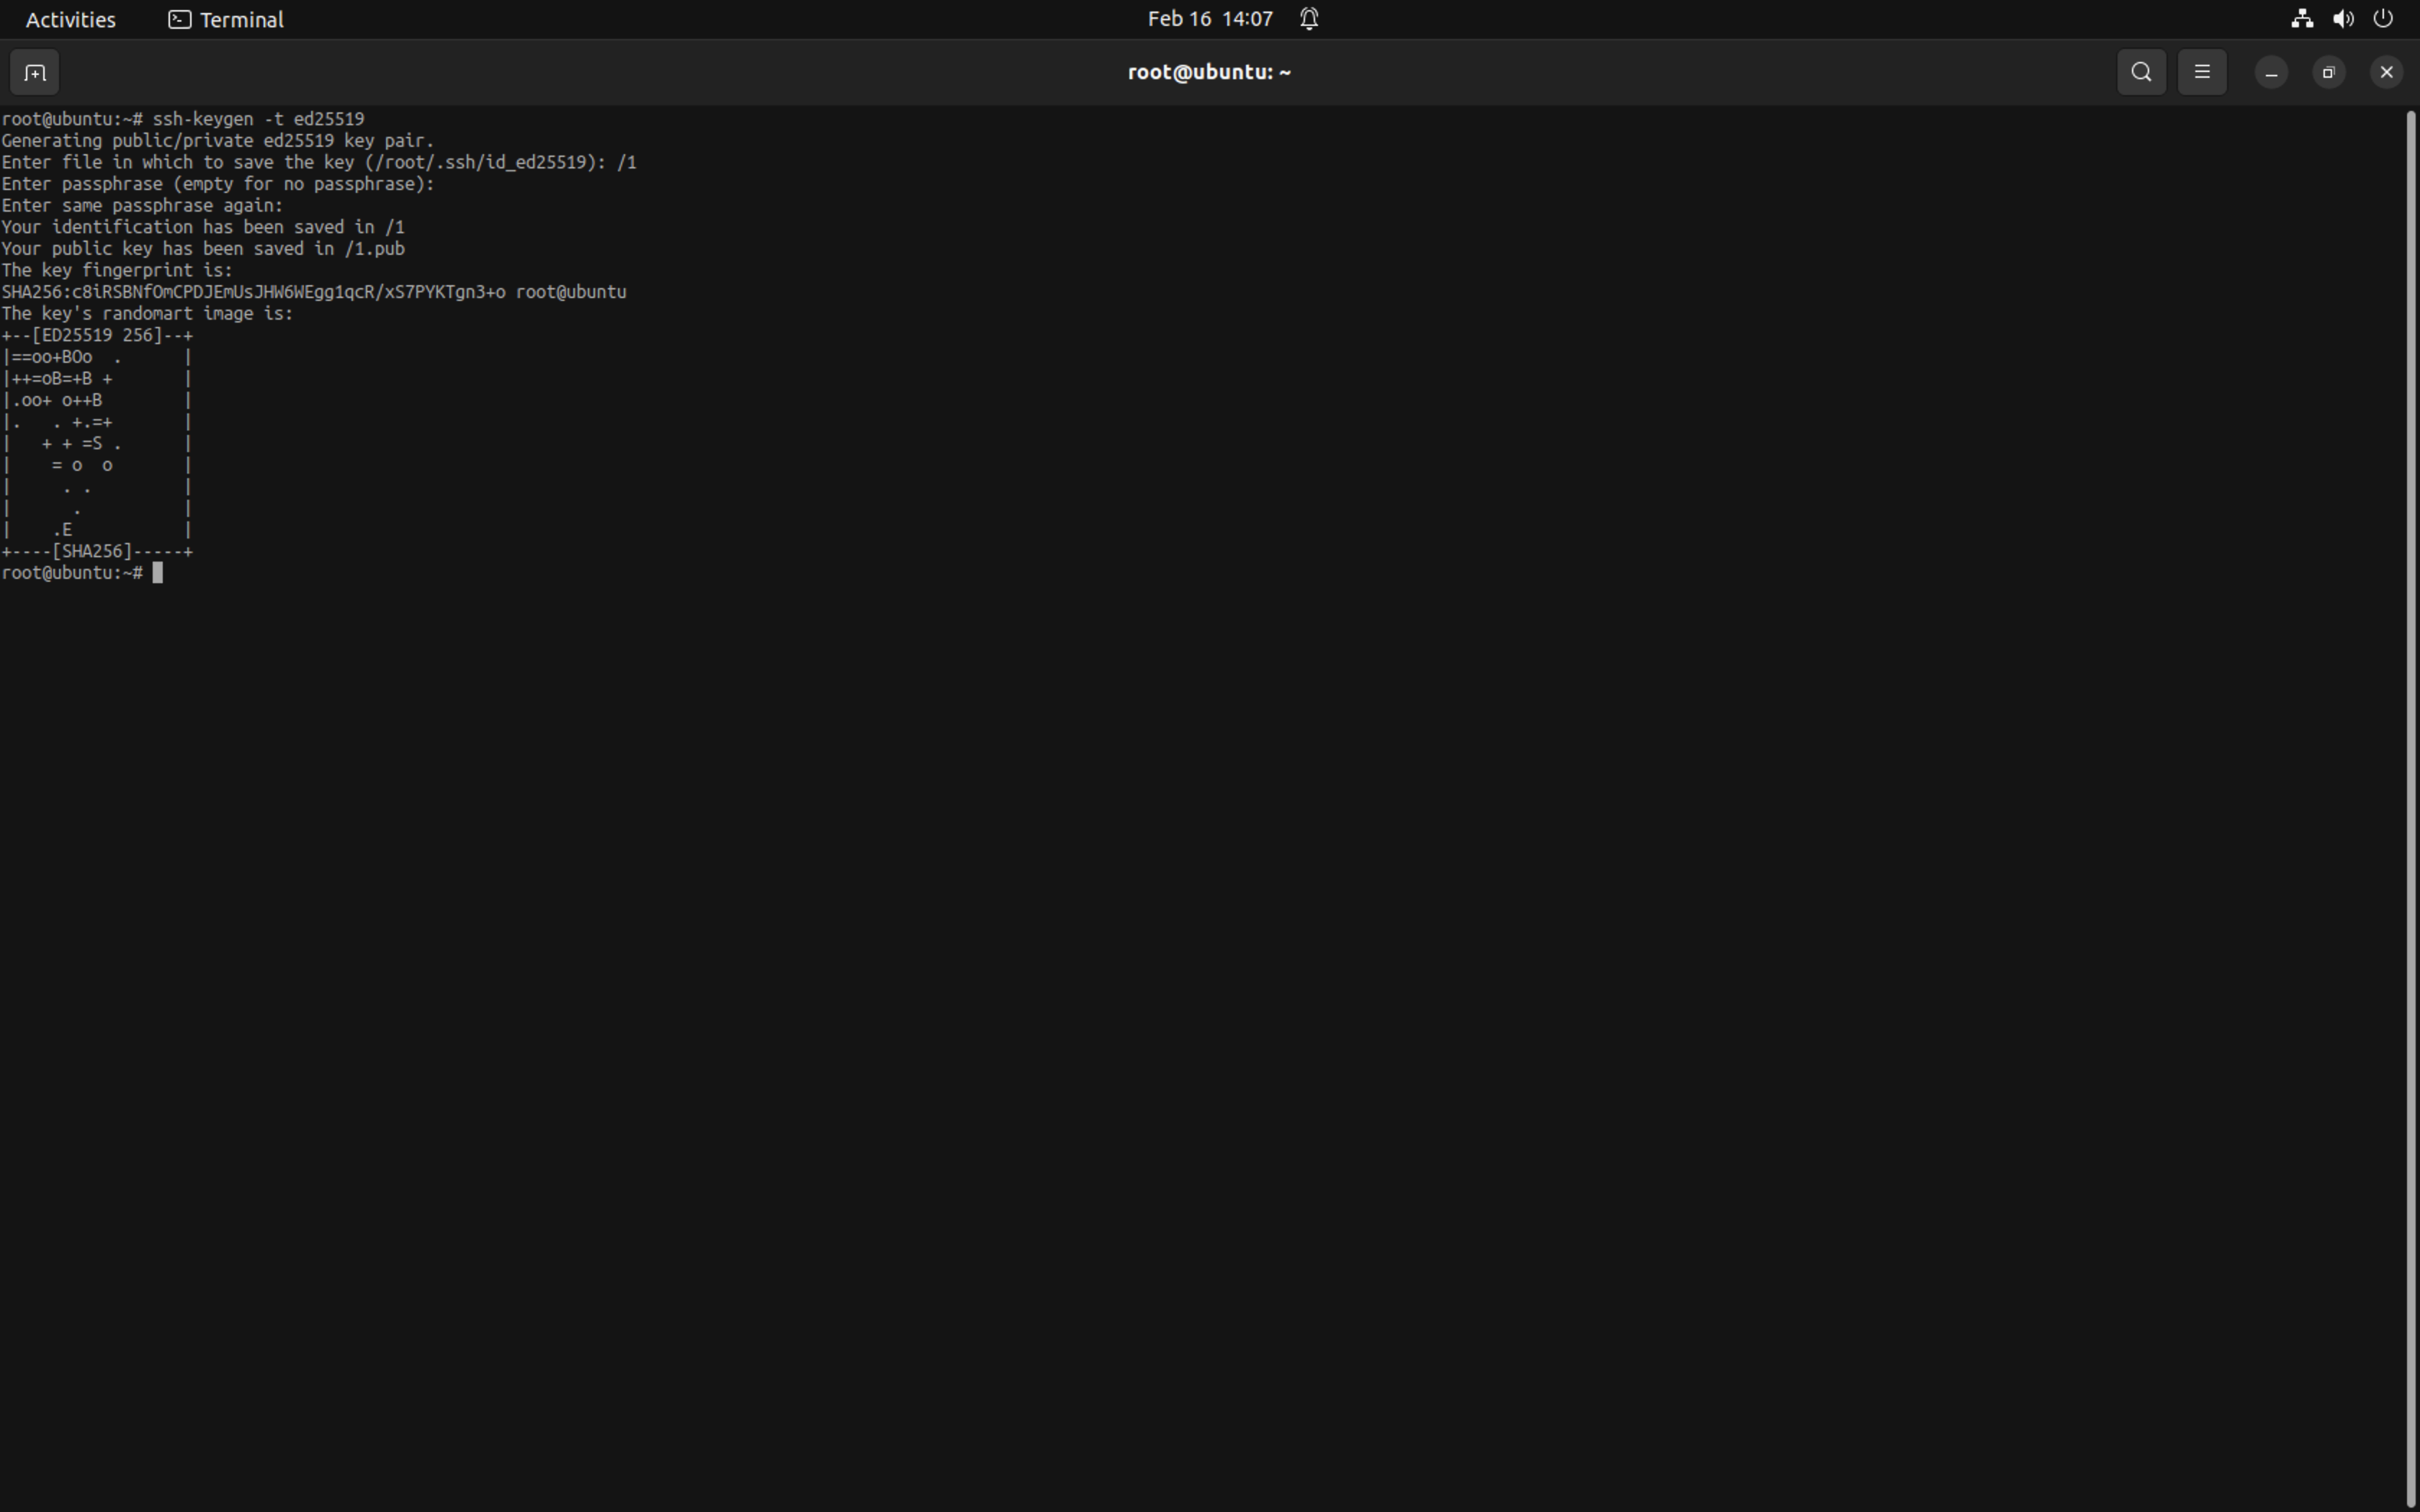 Activities Terminal Feb 16 14:07
root@ubuntu: ~
root@ubuntu:~# ssh-keygen -t ed25519
Generating public/private ed25519 key pair.
Enter file in which to save the key (/root/.ssh/id_ed25519): /1
Enter passphrase (empty for no passphrase):
Enter same passphrase again:
Your identification has been saved in /1
Your public key has been saved in /1.pub
The key fingerprint is:
SHA256:c8iRSBNfOmCPDJEmUsJHW6WEgg1qcR/xS7PYKTgn3+o root@ubuntu
The key's randomart image is:
+--[ED25519 256]--+
|==oo+BOo  .      |
|++=oB=+B +       |
|.oo+ o++B        |
|.   . +.=+       |
|   + + =S .      |
|    = o  o       |
|     . .         |
|      .          |
|    .E           |
+----[SHA256]-----+
root@ubuntu:~#